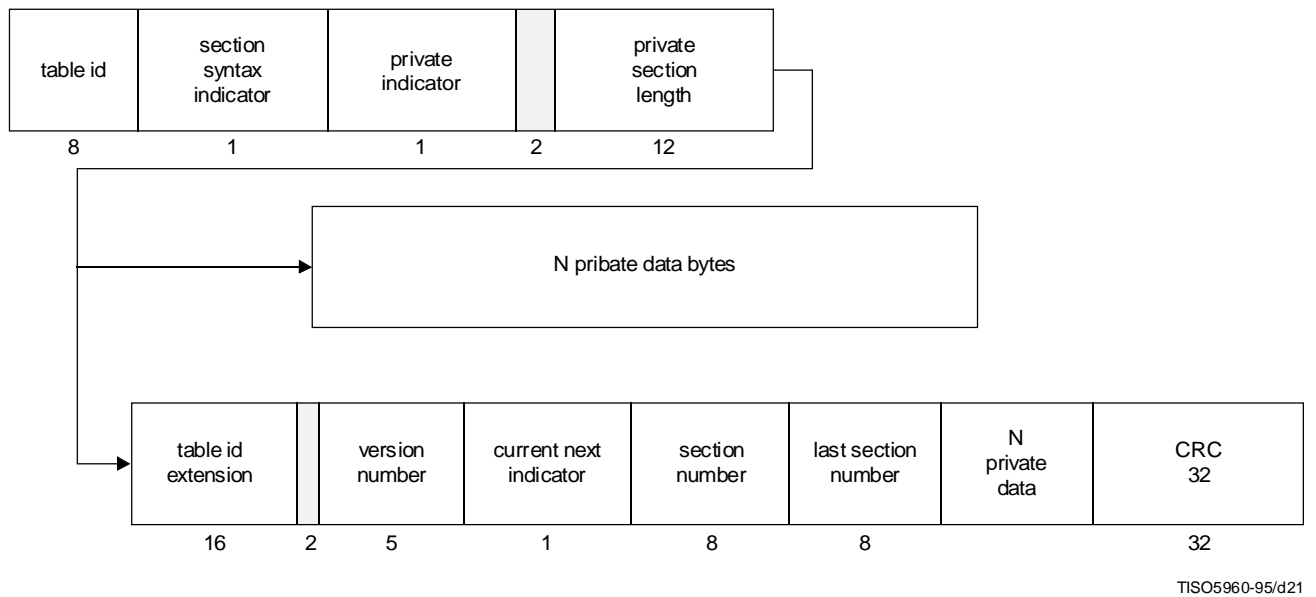 table id
section
syntax
indicator
private
indicator
private
section
length
8
1
1
2
12
N pribate data bytes
table id
extension
version
number
current next
indicator
section
number
last section
number
N
private
data
CRC
32
16
2
5
1
8
8
32
TISO5960-95/d21